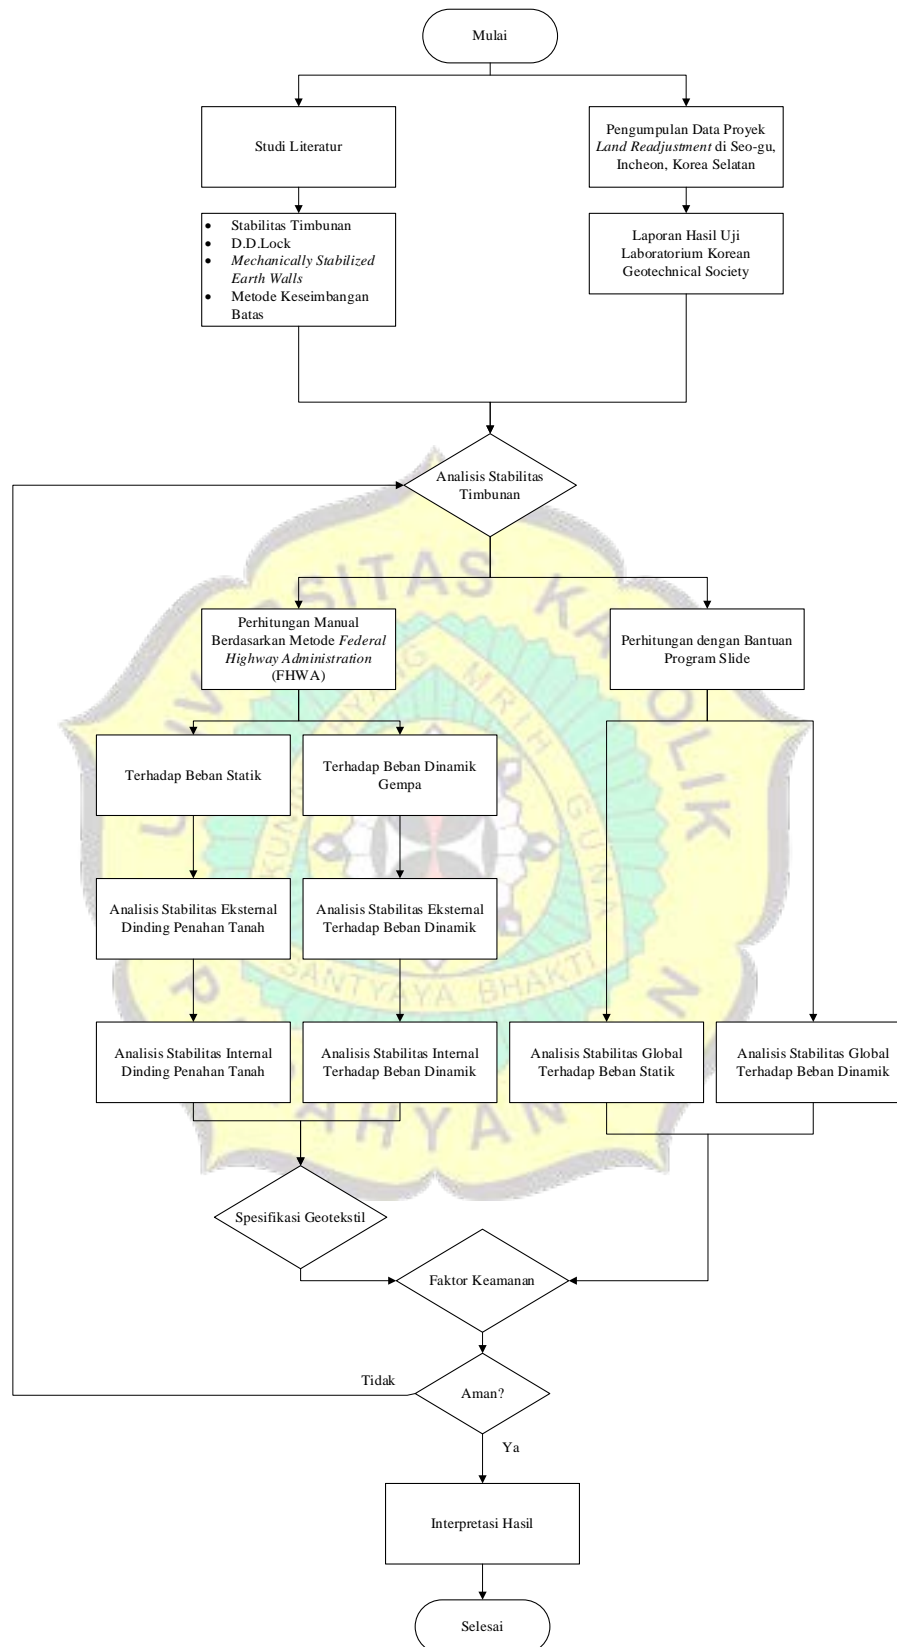 Mulai
Studi Literatur
Pengumpulan Data Proyek
Land Readjustment di Seo-gu,
Incheon, Korea Selatan
• Stabilitas Timbunan
• D.D.Lock
• Mechanically Stabilized
Earth Walls
• Metode Keseimbangan
Batas
Laporan Hasil Uji
Laboratorium Korean
Geotechnical Society
Analisis Stabilitas
Timbunan
Perhitungan Manual
Berdasarkan Metode Federal
Highway Administration
(FHWA)
Perhitungan dengan Bantuan
Program Slide
Terhadap Beban Statik
Terhadap Beban Dinamik
Gempa
Analisis Stabilitas Eksternal
Dinding Penahan Tanah
Analisis Stabilitas Eksternal
Terhadap Beban Dinamik
SANTYAYA BHAKTI
Analisis Stabilitas Internal
Dinding Penahan Tanah
Analisis Stabilitas Internal
Terhadap Beban Dinamik
Analisis Stabilitas Global
Terhadap Beban Statik
Analisis Stabilitas Global
Terhadap Beban Dinamik
Spesifikasi Geotekstil
Faktor Keamanan
Aman?
Tidak
Ya
Interpretasi Hasil
Selesai